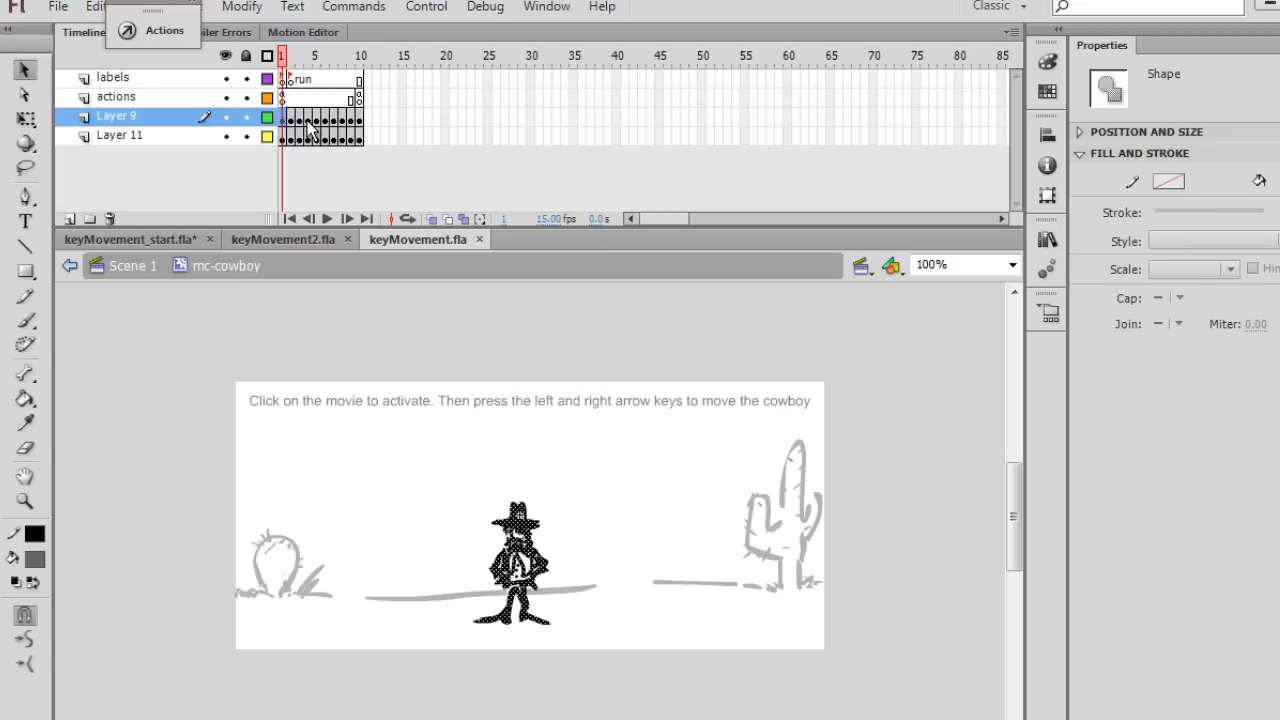 Fl File Ed Modify Text Commands Control Debug Window Help Classic
Actions
Timeline iler Errors Motion Editor
1 5 10 15 20 25 30 35 40 45 50 55 60 65 70 75 80 85
labels run
actions
Layer 9
Layer 11
1 15.00 fps 0.0 s
keyMovement_start.fla* × keyMovement2.fla × keyMovement.fla ×
Scene 1 mc-cowboy 100%
Click on the movie to activate. Then press the left and right arrow keys to move the cowboy
T
Properties
Shape
POSITION AND SIZE
FILL AND STROKE
Stroke:
Style:
Scale: Hin
Cap:
Join: Miter: 0.00